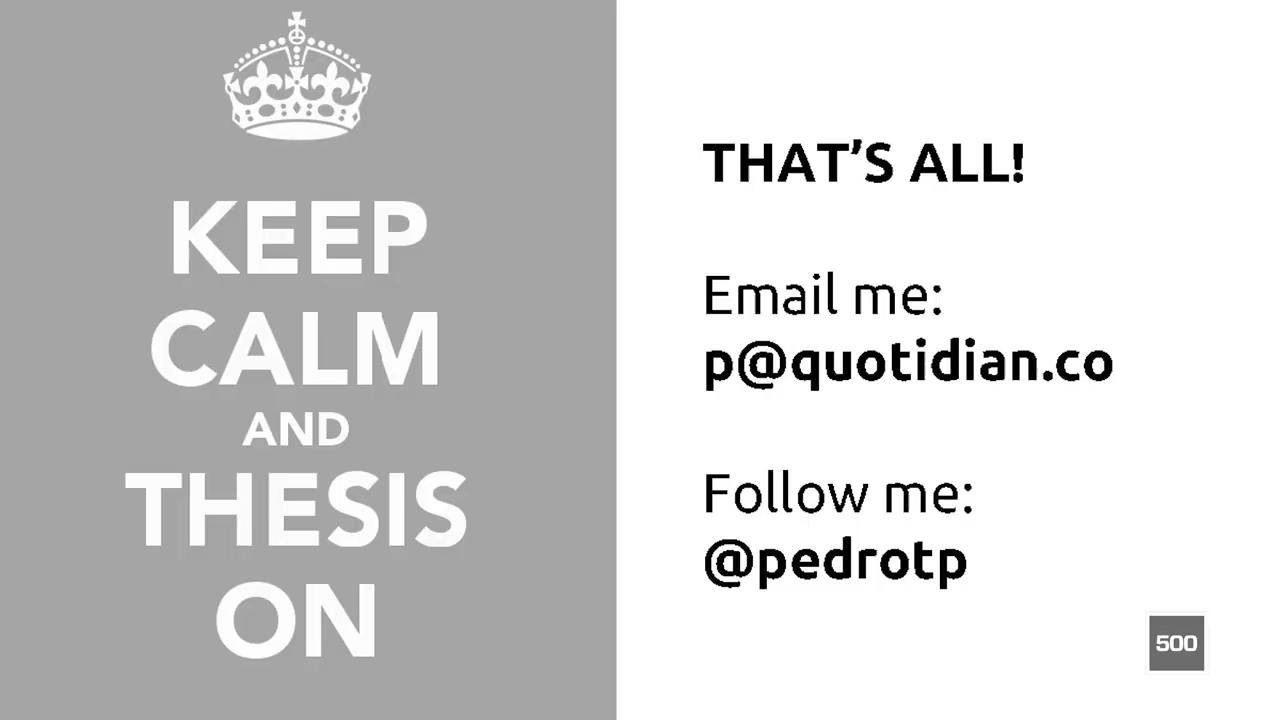 KEEP
CALM
AND
THESIS
ON
THAT’S ALL!
Email me:
p@quotidian.co
Follow me:
@pedrotp
500